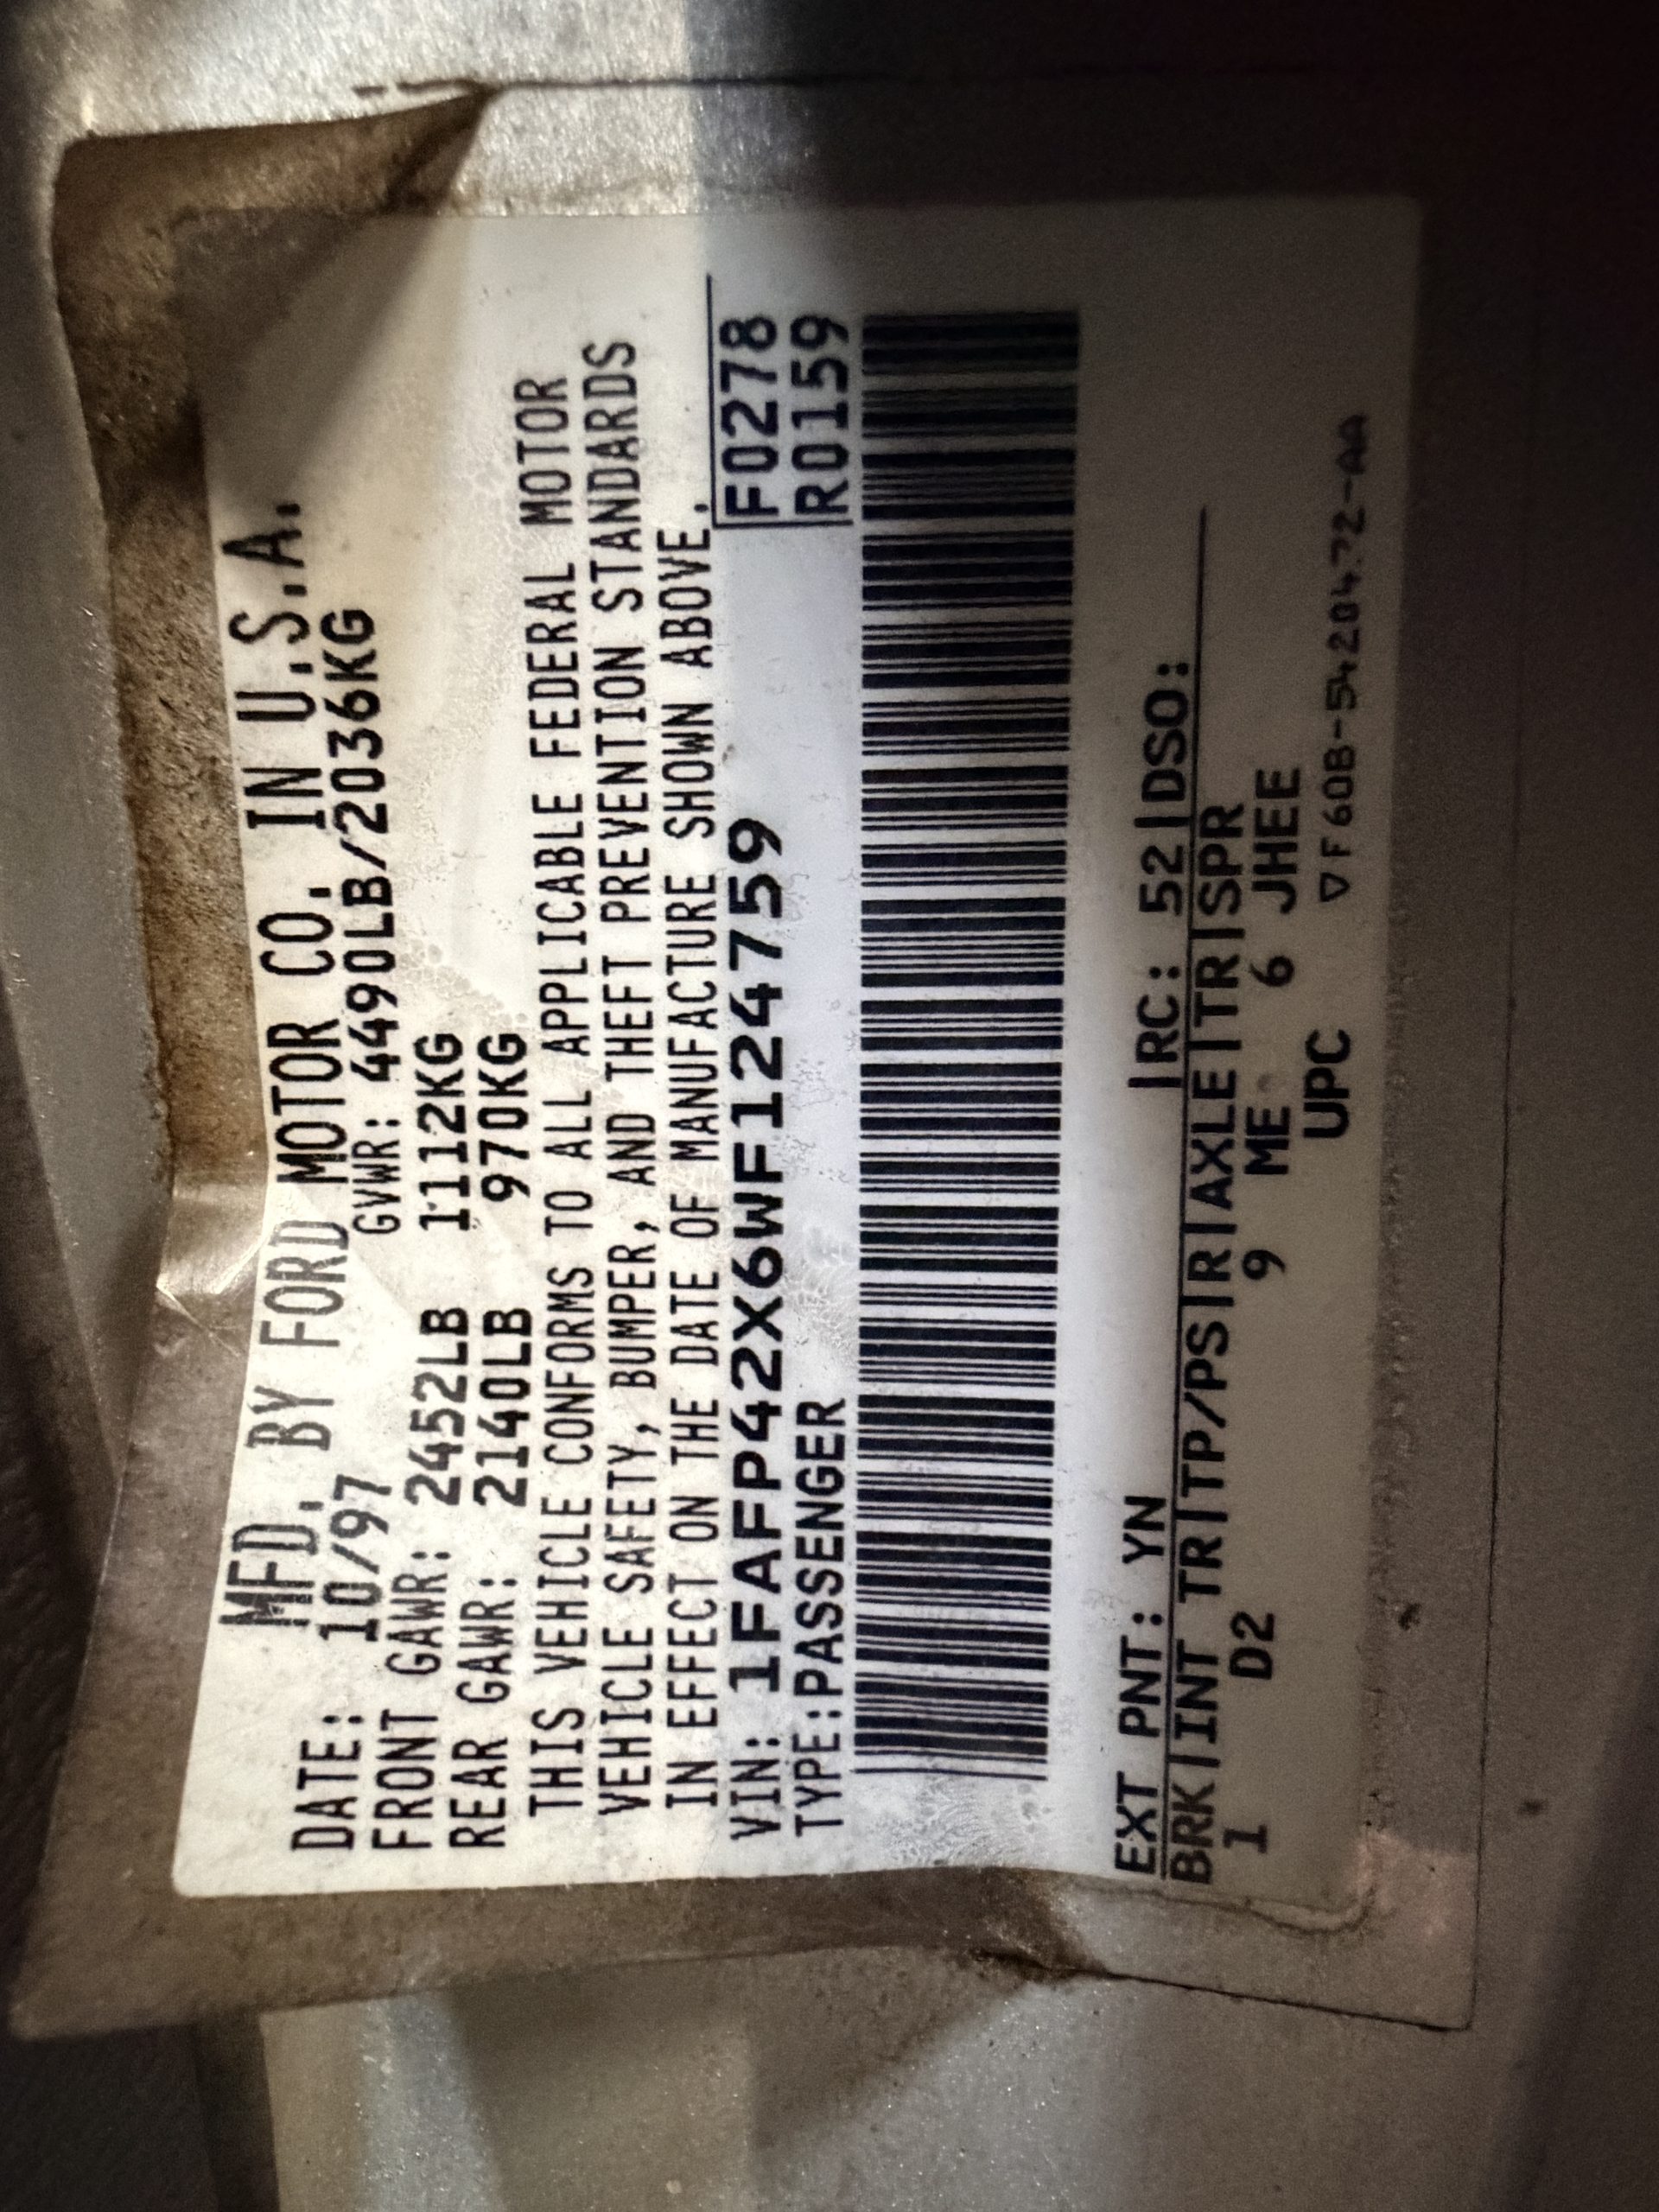 MFD. BY FORD MOTOR CO. IN U.S.A.
DATE: 10/97 GVWR: 4490LB/2036KG
FRONT GAWR: 2452LB 1112KG
REAR GAWR: 2140LB 970KG
THIS VEHICLE CONFORMS TO ALL APPLICABLE FEDERAL MOTOR
VEHICLE SAFETY, BUMPER, AND THEFT PREVENTION STANDARDS
IN EFFECT ON THE DATE OF MANUFACTURE SHOWN ABOVE.
VIN: 1FAFP42X6WF124759 F0278
TYPE:PASSENGER R0159
EXT PNT: YN |RC: 52|DSO:
BRK|INT TR|TP/PS|R|AXLE|TR|SPR
1 D2 9 ME 6 JHEE
UPC ▽F60B-5420472-AA